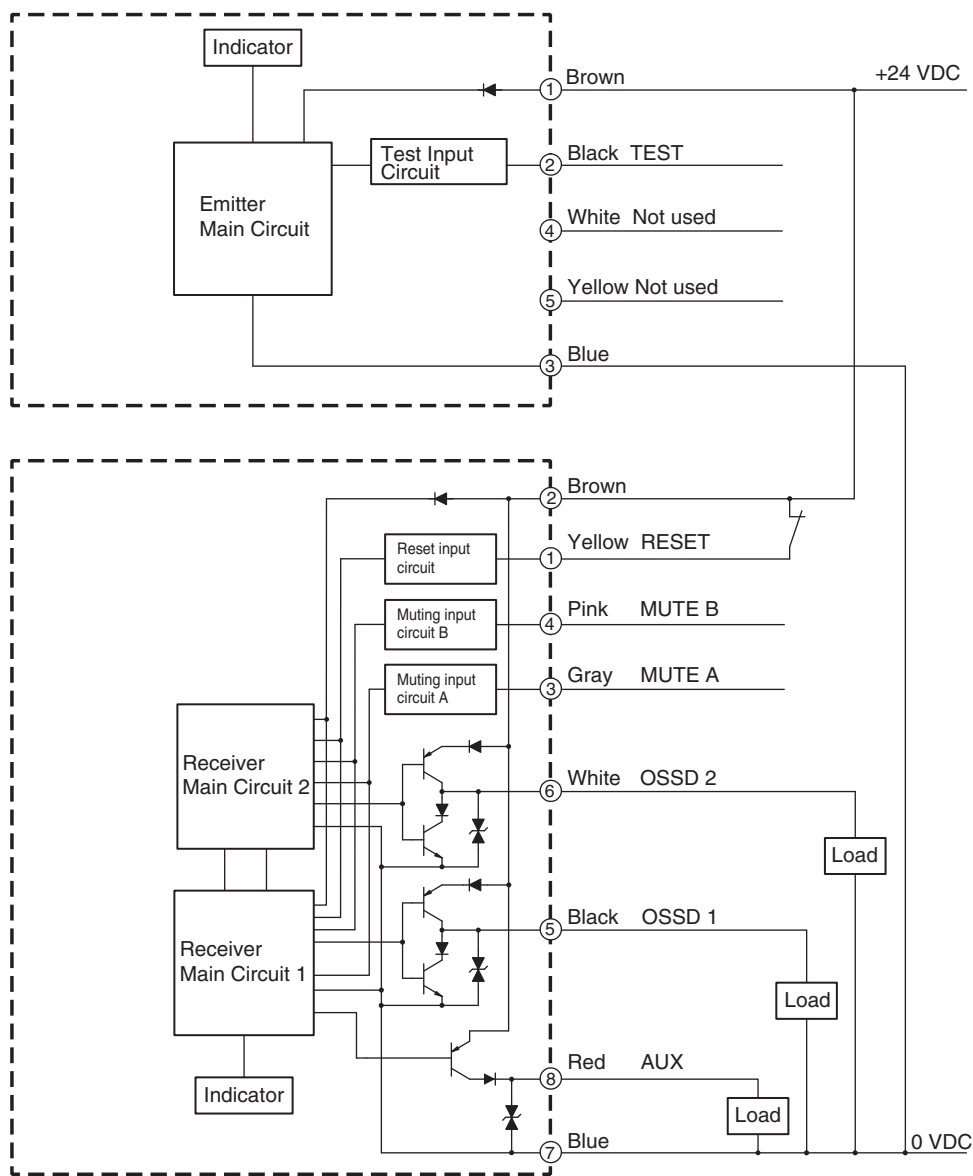 Indicator
1 Brown
+24 VDC
Test Input
Circuit
2 Black TEST
Emitter
Main Circuit
4 White Not used
5 Yellow Not used
3 Blue
2 Brown
Reset input
circuit
1 Yellow RESET
Muting input
circuit B
4 Pink MUTE B
Muting input
circuit A
3 Gray MUTE A
Receiver
Main Circuit 2
6 White OSSD 2
Load
Receiver
Main Circuit 1
5 Black OSSD 1
Load
Indicator
8 Red AUX
Load
7 Blue
0 VDC